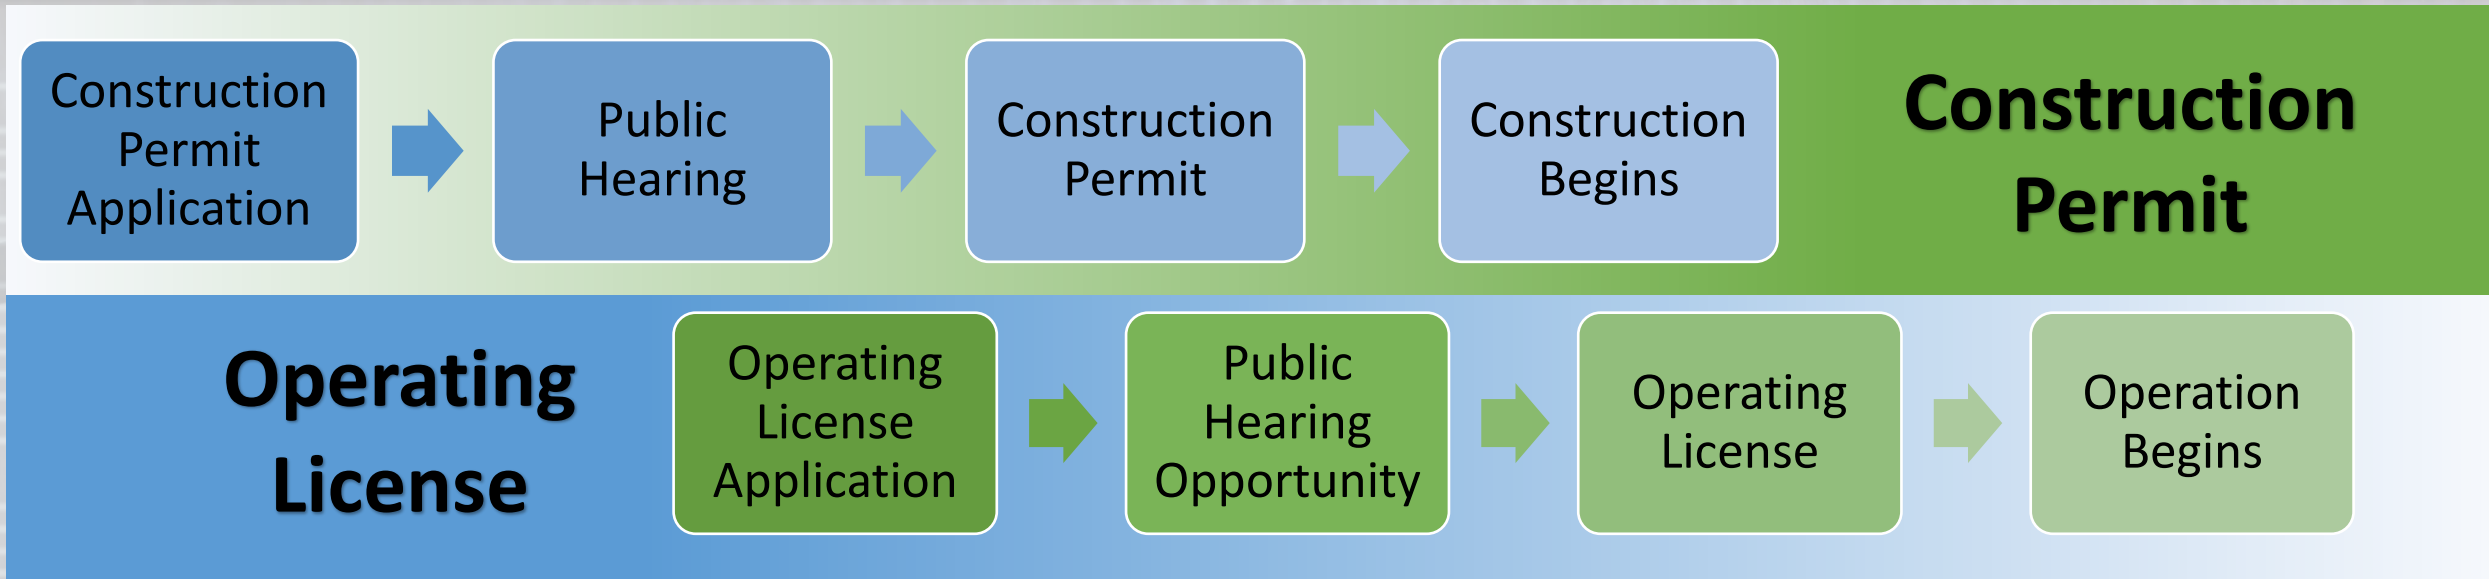 Construction
Permit
Application
Public
Hearing
Construction
Permit
Construction
Begins
Construction
Permit
Operating
License
Operating
License
Application
Public
Hearing
Opportunity
Operating
License
Operation
Begins